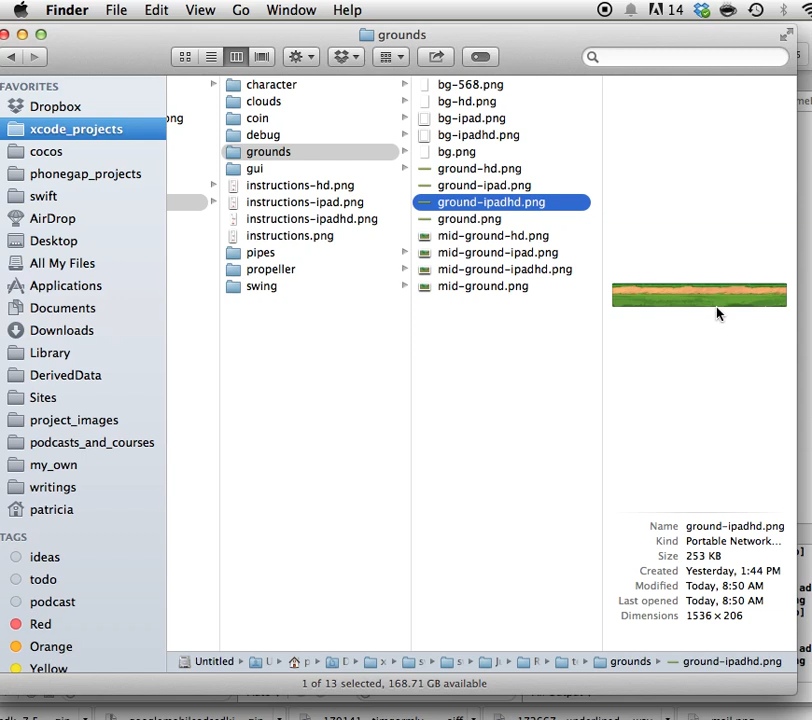 Finder File Edit View Go Window Help 14
grounds
FAVORITES
Dropbox
xcode_projects
cocos
phonegap_projects
swift
AirDrop
Desktop
All My Files
Applications
Documents
Downloads
Library
DerivedData
Sites
project_images
podcasts_and_courses
my_own
writings
patricia
TAGS
ideas
todo
podcast
Red
Orange
Yellow
character
clouds
coin
debug
grounds
gui
instructions-hd.png
instructions-ipad.png
instructions-ipadhd.png
instructions.png
pipes
propeller
swing
bg-568.png
bg-hd.png
bg-ipad.png
bg-ipadhd.png
bg.png
ground-hd.png
ground-ipad.png
ground-ipadhd.png
ground.png
mid-ground-hd.png
mid-ground-ipad.png
mid-ground-ipadhd.png
mid-ground.png
Name ground-ipadhd.png
Kind Portable Network...
Size 253 KB
Created Yesterday, 1:44 PM
Modified Today, 8:50 AM
Last opened Today, 8:50 AM
Dimensions 1536 × 206
Untitled grounds ground-ipadhd.png
1 of 13 selected, 168.71 GB available